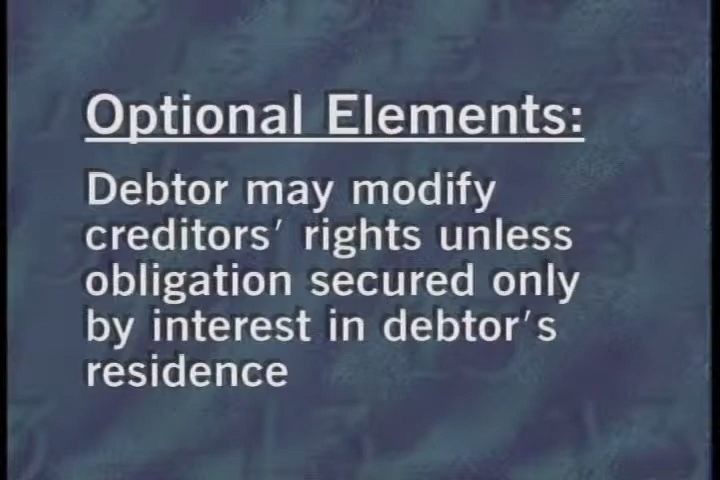 Optional Elements:
Debtor may modify
creditors' rights unless
obligation secured only
by interest in debtor's
residence